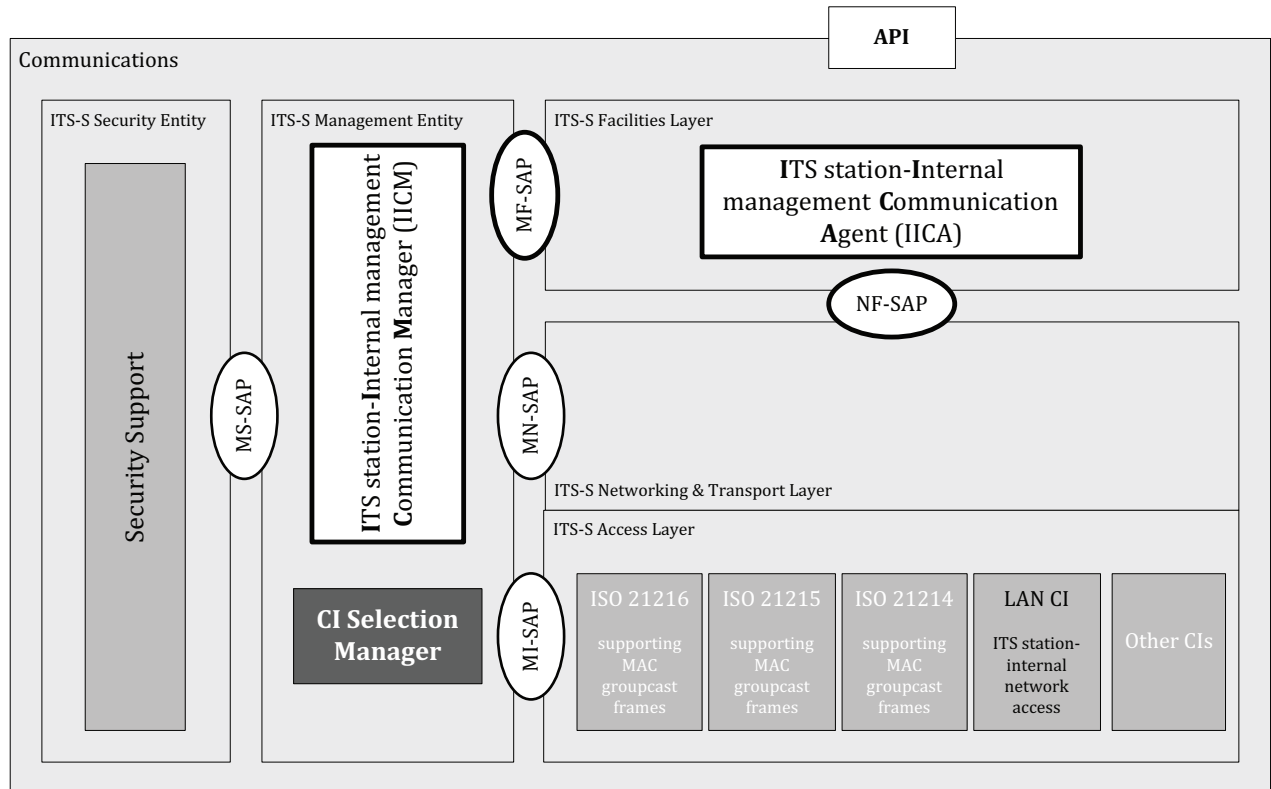 API
Communications
ITS-S Security Entity
Security Support
MS-SAP
ITS-S Management Entity
ITS station-Internal management
Communication Manager (IICM)
CI Selection
Manager
MF-SAP
MN-SAP
MI-SAP
ITS-S Facilities Layer
ITS station-Internal
management Communication
Agent (IICA)
NF-SAP
ITS-S Networking & Transport Layer
ITS-S Access Layer
ISO 21216
supporting
MAC
groupcast
frames
ISO 21215
supporting
MAC
groupcast
frames
ISO 21214
supporting
MAC
groupcast
frames
LAN CI
ITS station-
internal
network
access
Other CIs